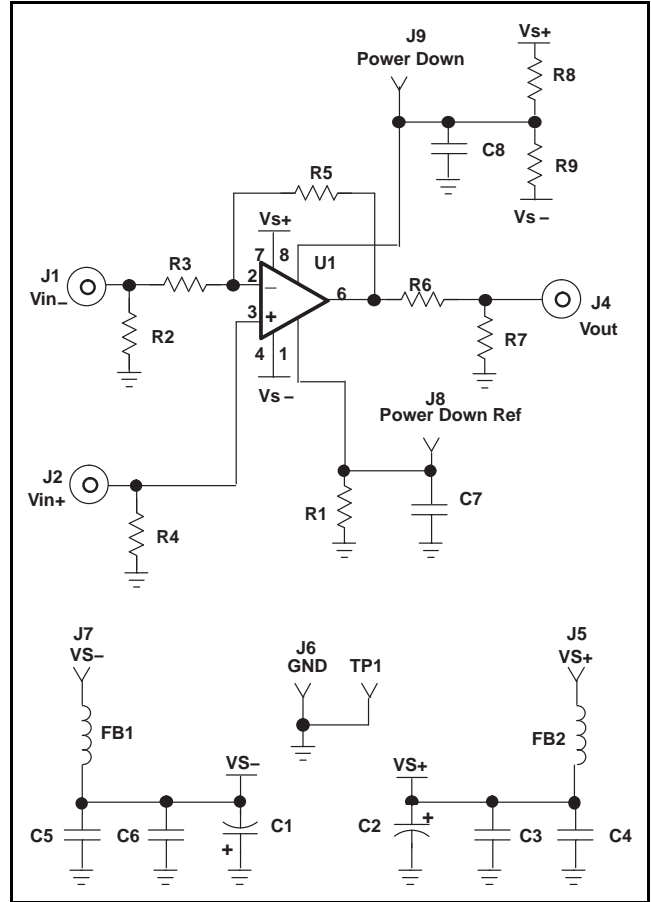 J9
Power Down
Vs+
R8
C8
R9
Vs−
R5
Vs+
7 8
U1
J1
Vin−
R3
2
−
6
R6
J4
Vout
3
+
R2
R7
4 1
Vs−
J8
Power Down Ref
J2
Vin+
R1
C7
R4
J7
VS−
J6
GND
TP1
J5
VS+
FB1
FB2
VS−
VS+
C5
C6
C1
+
C2
+
C3
C4